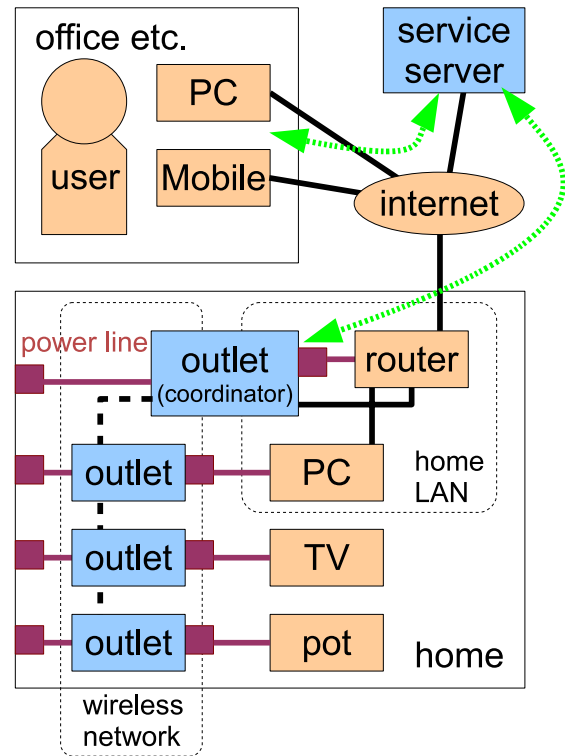 office etc.
PC
user
Mobile
service
server
internet
power line
outlet
(coordinator)
router
outlet
PC
home
LAN
outlet
TV
outlet
pot
home
wireless
network